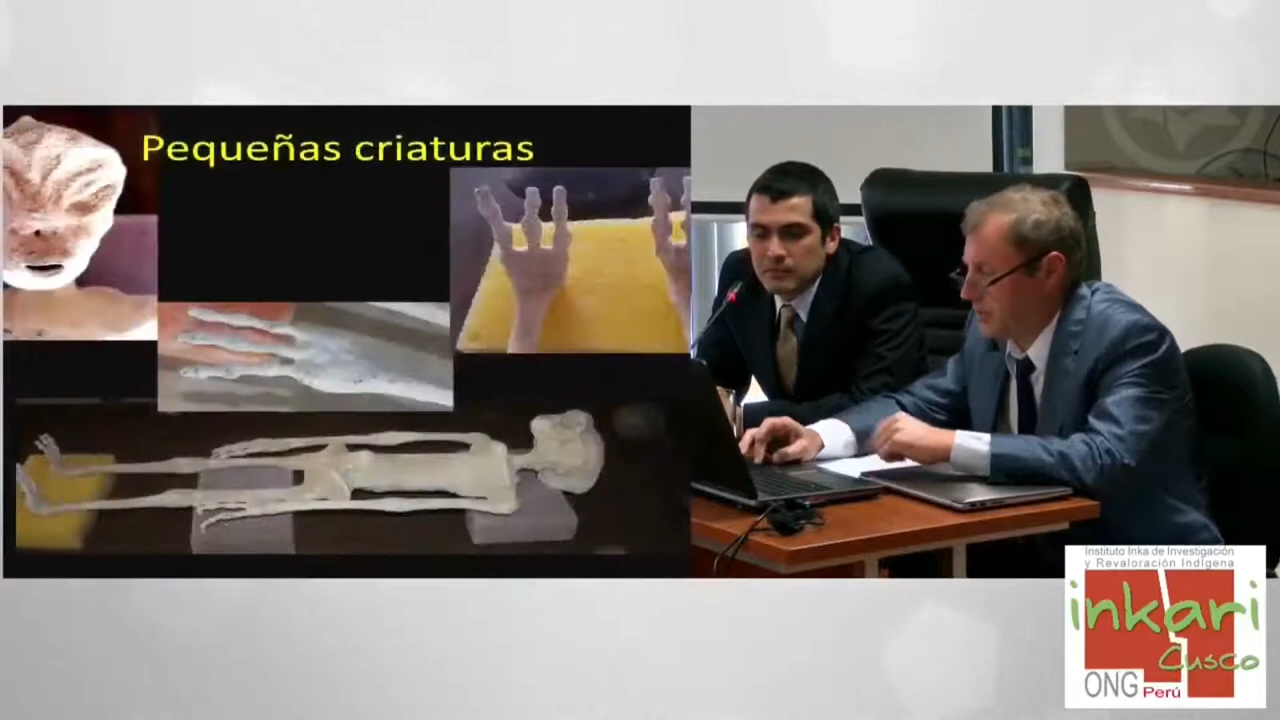 Pequeñas criaturas
Instituto Inka de Investigación
y Revaloración Indígena
inkari
Cusco
ONG Perú